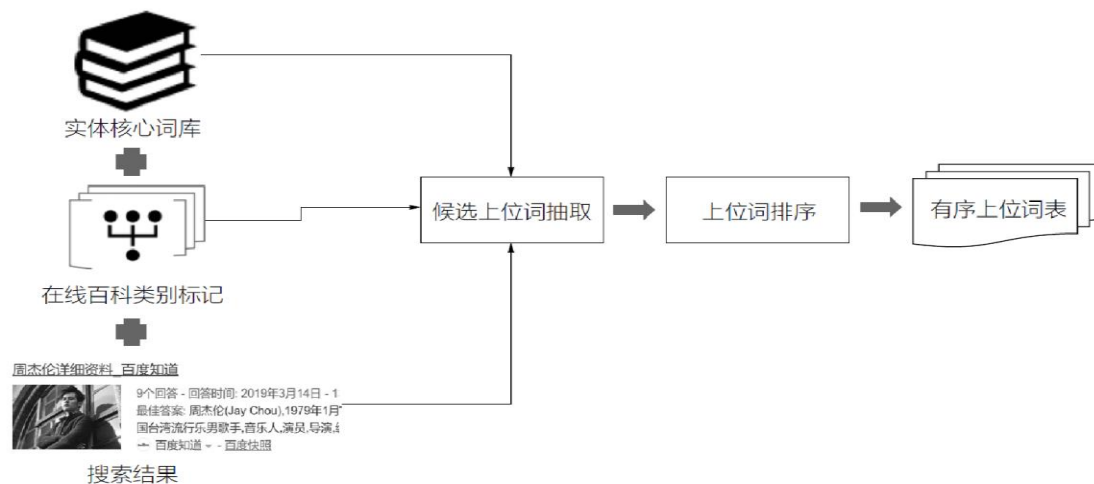 实体核心词库
候选上位词抽取
上位词排序
有序上位词表
在线百科类别标记
周杰伦详细资料_百度知道
9个回答 - 回答时间: 2019年3月14日 - 1
最佳答案: 周杰伦(Jay Chou),1979年1月
国台湾流行乐男歌手,音乐人,演员,导演,
百度知道 - 百度快照
搜索结果